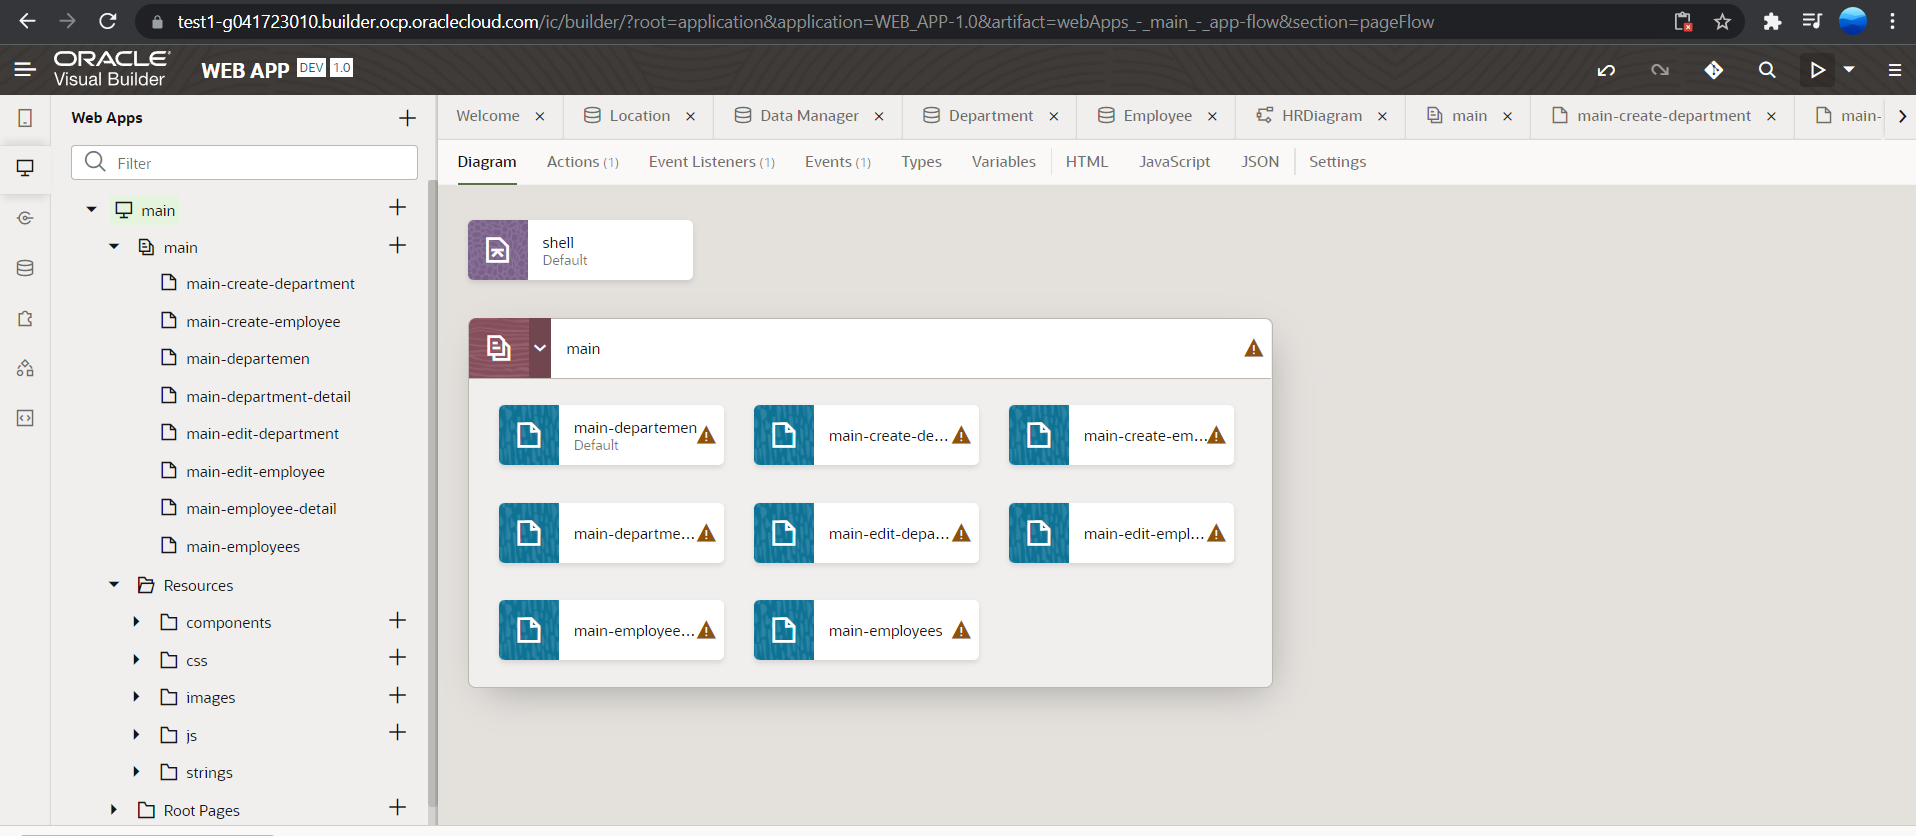 test1-g041723010.builder.ocp.oraclecloud.com/ic/builder/?root=application&application=WEB_APP-1.0&artifact=webApps_-_main_-_app-flow&section=pageFlow
ORACLE
Visual Builder
WEB APP DEV 1.0
Web Apps
Filter
main
main
main-create-department
main-create-employee
main-departemen
main-department-detail
main-edit-department
main-edit-employee
main-employee-detail
main-employees
Resources
components
css
images
js
strings
Root Pages
Welcome Location Data Manager Department Employee HRDiagram main main-create-department main-
Diagram Actions (1) Event Listeners (1) Events (1) Types Variables HTML JavaScript JSON Settings
shell
Default
main
main-departemen
Default
main-create-de...
main-create-em...
main-departme...
main-edit-depa...
main-edit-empl...
main-employee...
main-employees